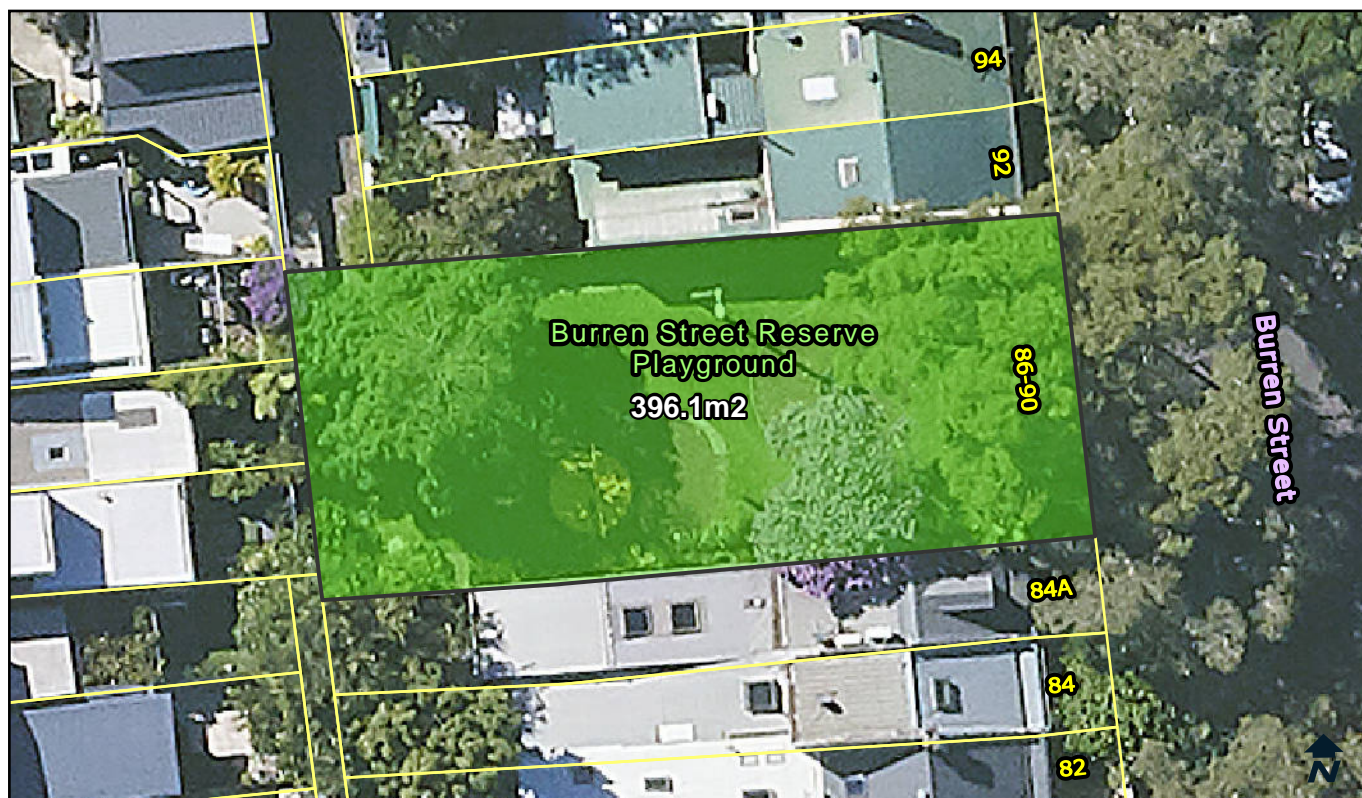 94
92
Burren Street Reserve
Playground
396.1m2
86-90
Burren Street
84A
84
82
N